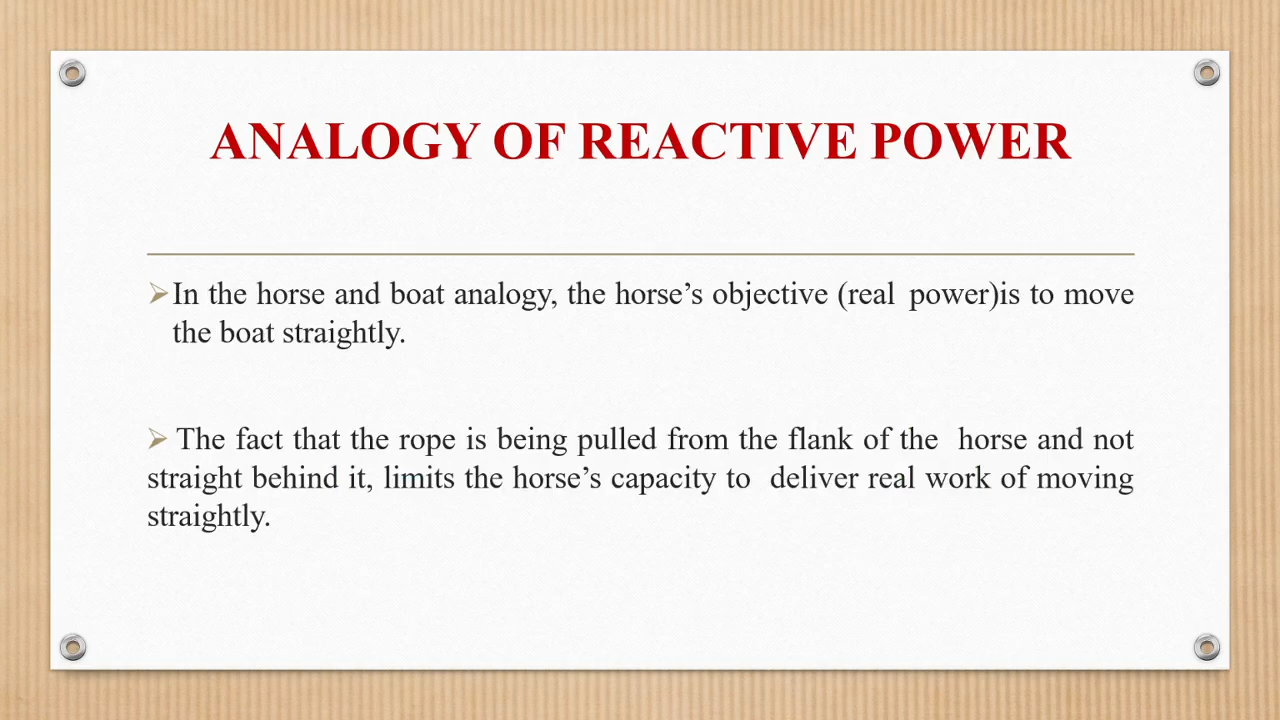 ANALOGY OF REACTIVE POWER
➢In the horse and boat analogy, the horse’s objective (real power)is to move
the boat straightly.
➢ The fact that the rope is being pulled from the flank of the horse and not
straight behind it, limits the horse’s capacity to deliver real work of moving
straightly.